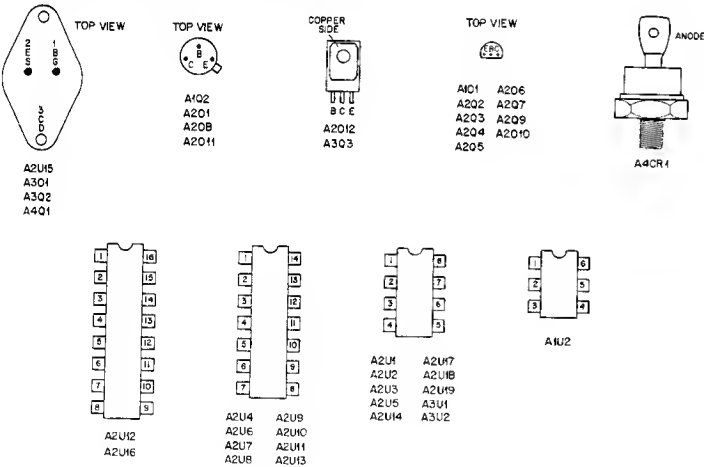 TOP VIEW
2 1
E B
S G
3
C
D
A2U15
A3Q1
A3Q2
A4Q1
TOP VIEW
B
C E
A1Q2
A2Q1
A2Q8
A2Q11
COPPER
SIDE
B C E
A2Q12
A3Q3
TOP VIEW
EBC
A1Q1 A2Q6
A2Q2 A2Q7
A2Q3 A2Q9
A2Q4 A2Q10
A2Q5
ANODE
A4CR1
1 16
2 15
3 14
4 13
5 12
6 11
7 10
8 9
A2U12
A2U16
1 14
2 13
3 12
4 11
5 10
6 9
7 8
A2U4 A2U9
A2U6 A2U10
A2U7 A2U11
A2U8 A2U13
1 8
2 7
3 6
4 5
A2U1 A2U17
A2U2 A2U18
A2U3 A2U19
A2U5 A3U1
A2U14 A3U2
1 6
2 5
3 4
A1U2